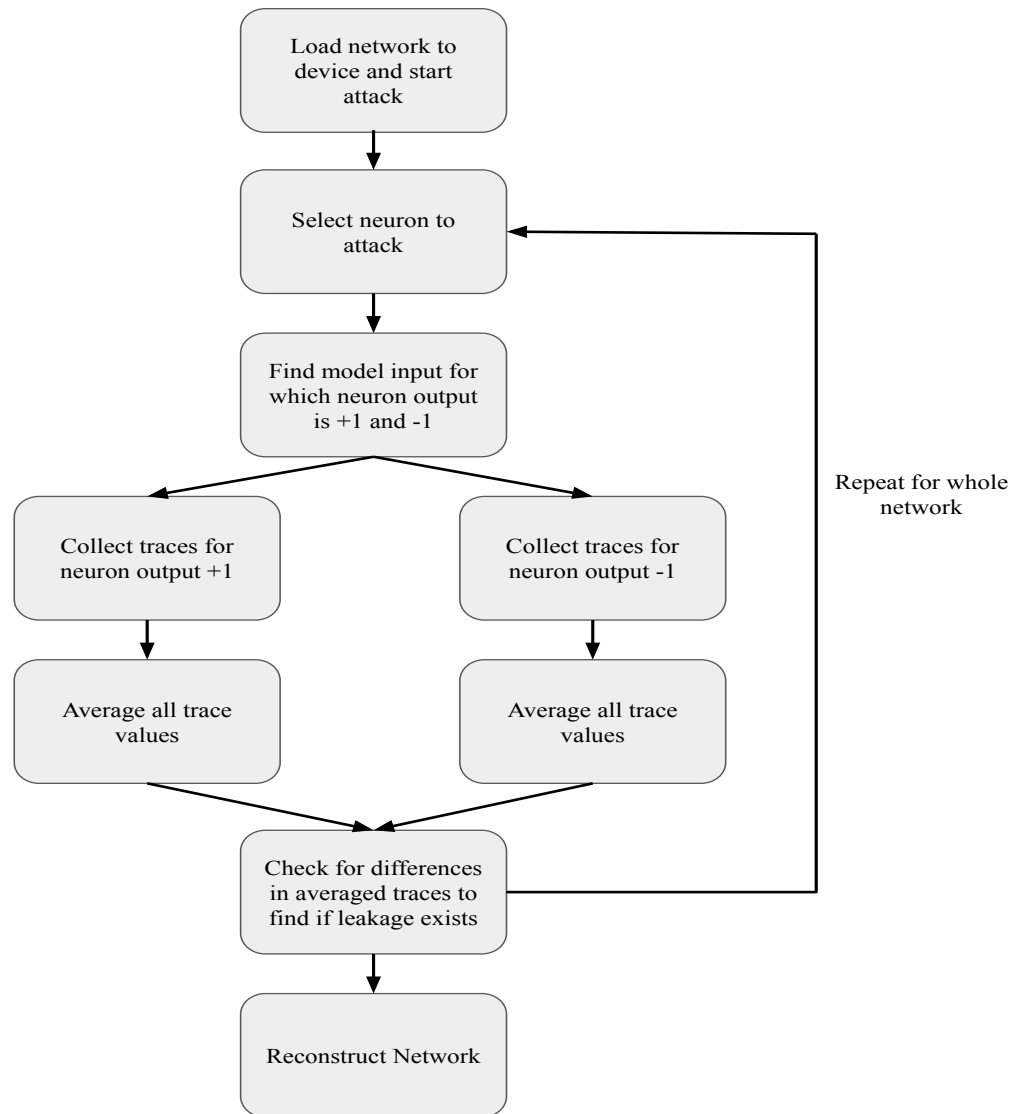 Load network to
device and start
attack
Select neuron to
attack
Find model input for
which neuron output
is +1 and -1
Collect traces for
neuron output +1
Collect traces for
neuron output -1
Repeat for whole
network
Average all trace
values
Average all trace
values
Check for differences
in averaged traces to
find if leakage exists
Reconstruct Network